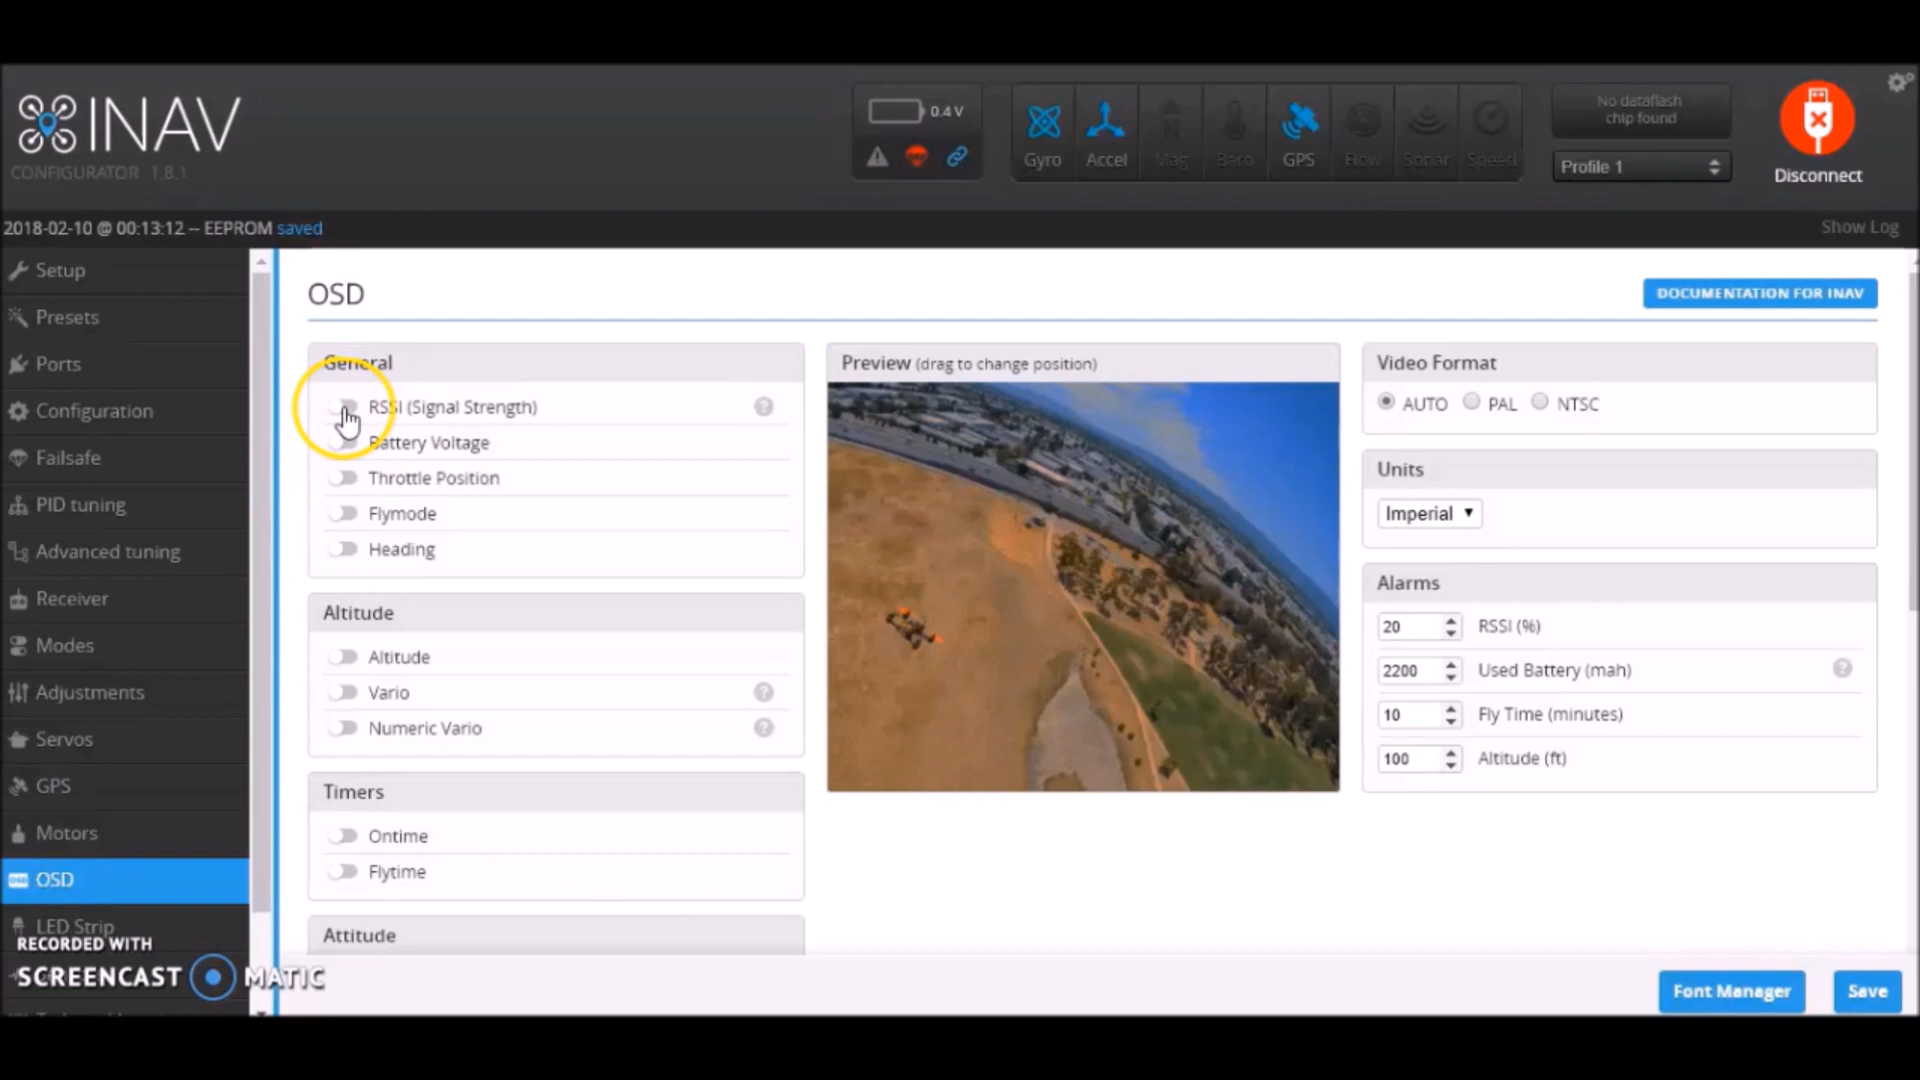 INAV
CONFIGURATOR 1.8.1
0.4 V
Gyro
Accel
Mag
Baro
GPS
Flow
Sonar
Speed
No dataflash
chip found
Profile 1
Disconnect
2018-02-10 @ 00:13:12 -- EEPROM saved
Show Log
Setup
Presets
Ports
Configuration
Failsafe
PID tuning
Advanced tuning
Receiver
Modes
Adjustments
Servos
GPS
Motors
OSD
LED Strip
RECORDED WITH
SCREENCAST MATIC
OSD
DOCUMENTATION FOR INAV
General
RSSI (Signal Strength)
Battery Voltage
Throttle Position
Flymode
Heading
Altitude
Altitude
Vario
Numeric Vario
Timers
Ontime
Flytime
Attitude
Preview (drag to change position)
Video Format
AUTO PAL NTSC
Units
Imperial
Alarms
20 RSSI (%)
2200 Used Battery (mah)
10 Fly Time (minutes)
100 Altitude (ft)
Font Manager
Save